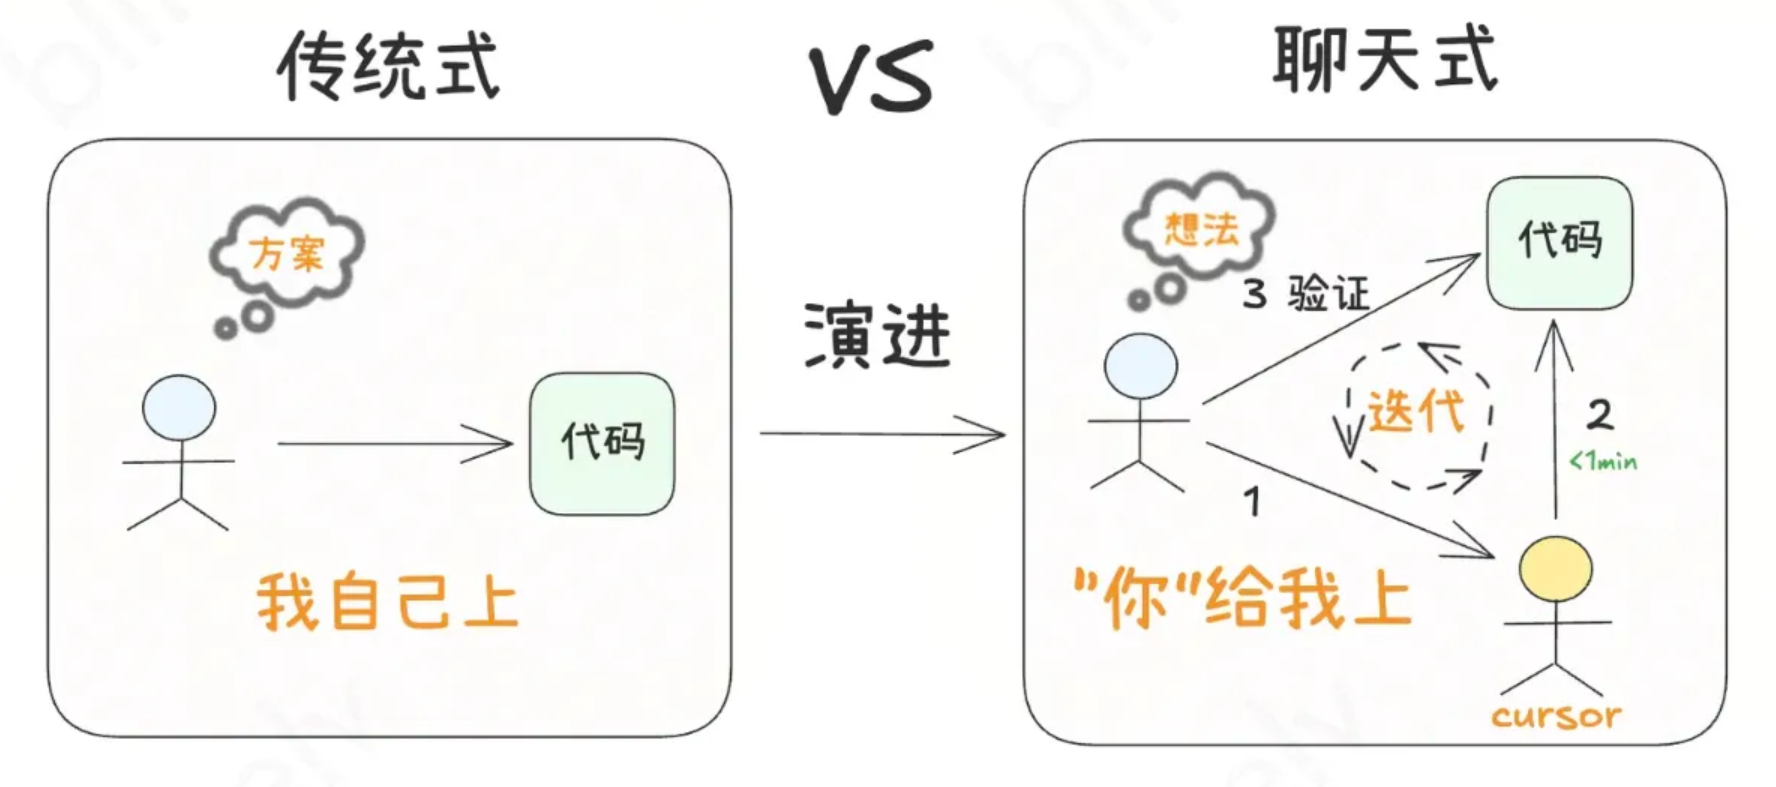 传统式
VS
聊天式
方案
代码
我自己上
演进
想法
代码
3 验证
迭代
2
<1min
1
"你"给我上
cursor